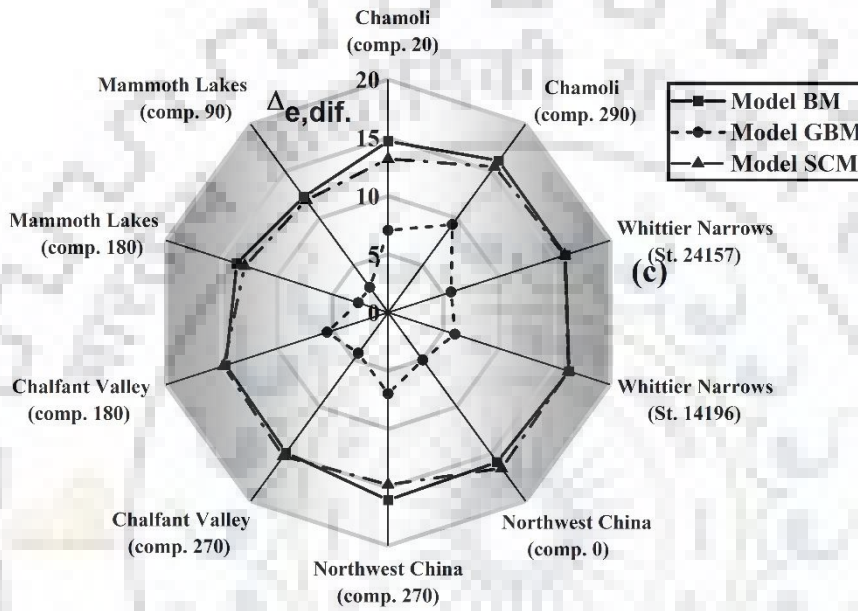 Chamoli
(comp. 20)
Mammoth Lakes
(comp. 90)
Δe,dif.
20
15
10
5
0
Chamoli
(comp. 290)
Model BM
Model GBM
Model SCM
Mammoth Lakes
(comp. 180)
Whittier Narrows
(St. 24157)
(c)
Chalfant Valley
(comp. 180)
Whittier Narrows
(St. 14196)
Chalfant Valley
(comp. 270)
Northwest China
(comp. 0)
Northwest China
(comp. 270)